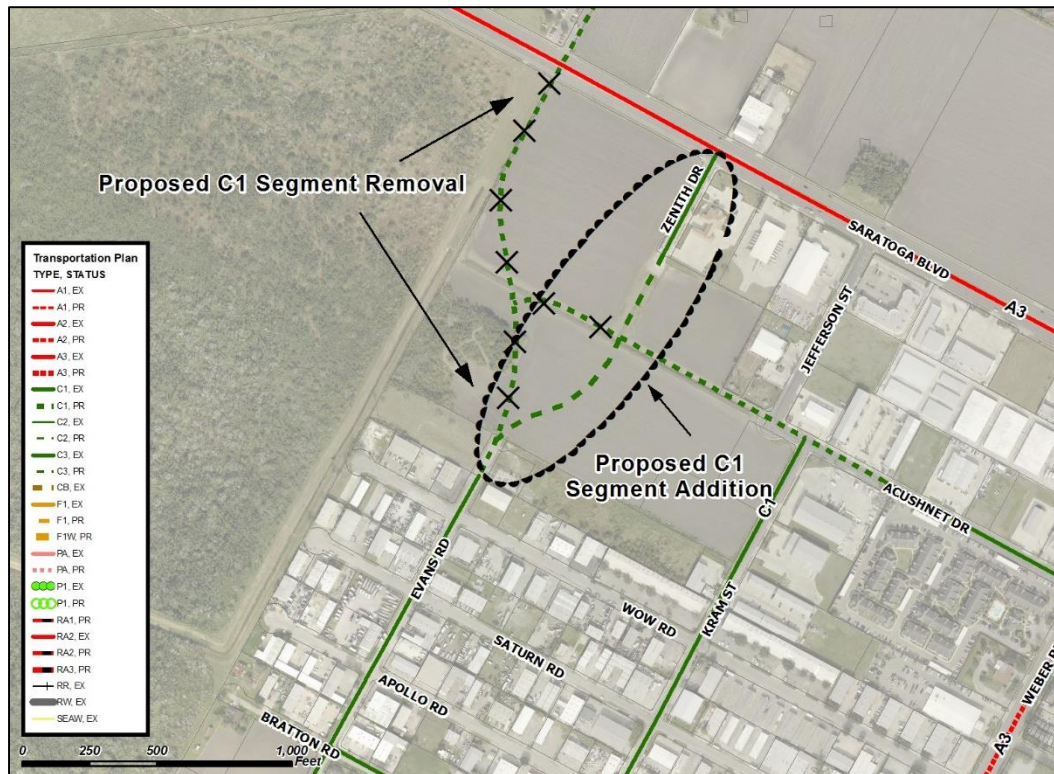 Proposed C1 Segment Removal
ZENITH DR
SARATOGA BLVD
A3
JEFFERSON ST
Transportation Plan
TYPE, STATUS
A1, EX
A1, PR
A2, EX
A2, PR
A3, EX
A3, PR
C1, EX
C1, PR
C2, EX
C2, PR
C3, EX
C3, PR
CB, EX
F1, EX
F1, PR
F1W, PR
PA, EX
PA, PR
P1, EX
P1, PR
RA1, PR
RA2, EX
RA2, PR
RA3, PR
RR, EX
RW, EX
SEAW, EX
Proposed C1
Segment Addition
C1
ACUSHNET DR
EVANS RD
WOW RD
KRAM ST
SATURN RD
APOLLO RD
BRATTON RD
A3
0 500 1,000
Feet